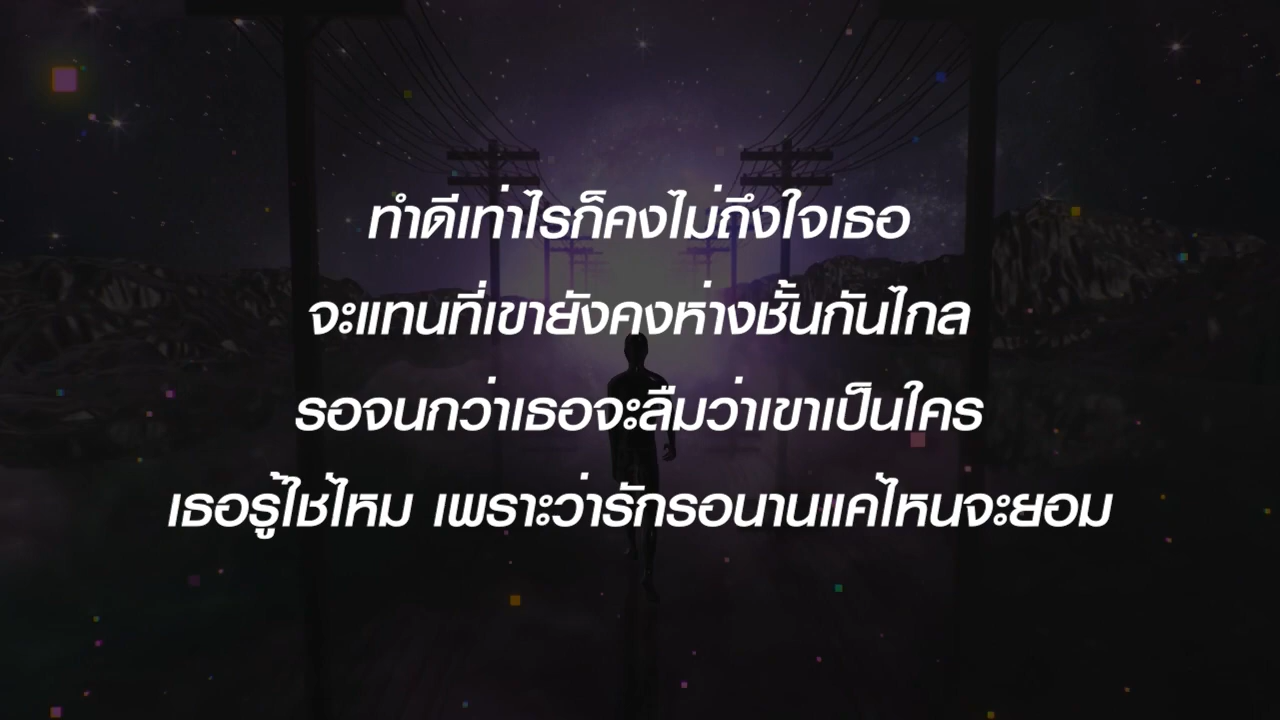 ทำดีเท่าไรก็คงไม่ถึงใจเธอ
จะแทนที่เขายังคงห่างชั้นกันไกล
รอจนกว่าเธอจะลืมว่าเขาเป็นใคร
เธอรู้ใช่ไหม เพราะว่ารักรอนานแค่ไหนจะยอม